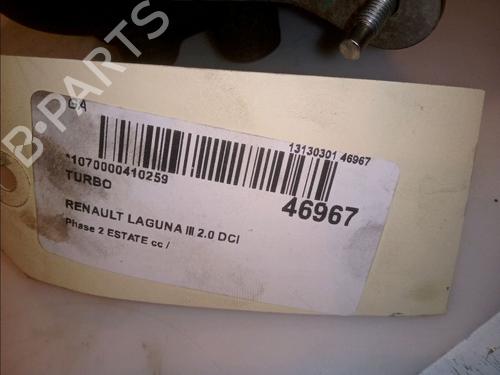 B-PARTS
GA
13130301 46967
*1070000410259
TURBO
46967
RENAULT LAGUNA III 2.0 DCI
Phase 2 ESTATE cc /